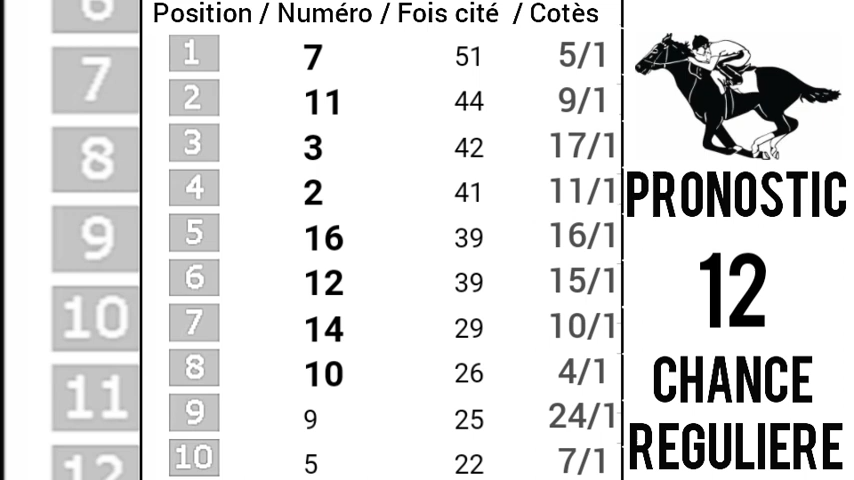 6
7
8
9
10
11
12
Position / Numéro / Fois cité / Cotès
1 7 51 5/1
2 11 44 9/1
3 3 42 17/1
4 2 41 11/1
5 16 39 16/1
6 12 39 15/1
7 14 29 10/1
8 10 26 4/1
9 9 25 24/1
10 5 22 7/1
PRONOSTIC
12
CHANCE
REGULIERE